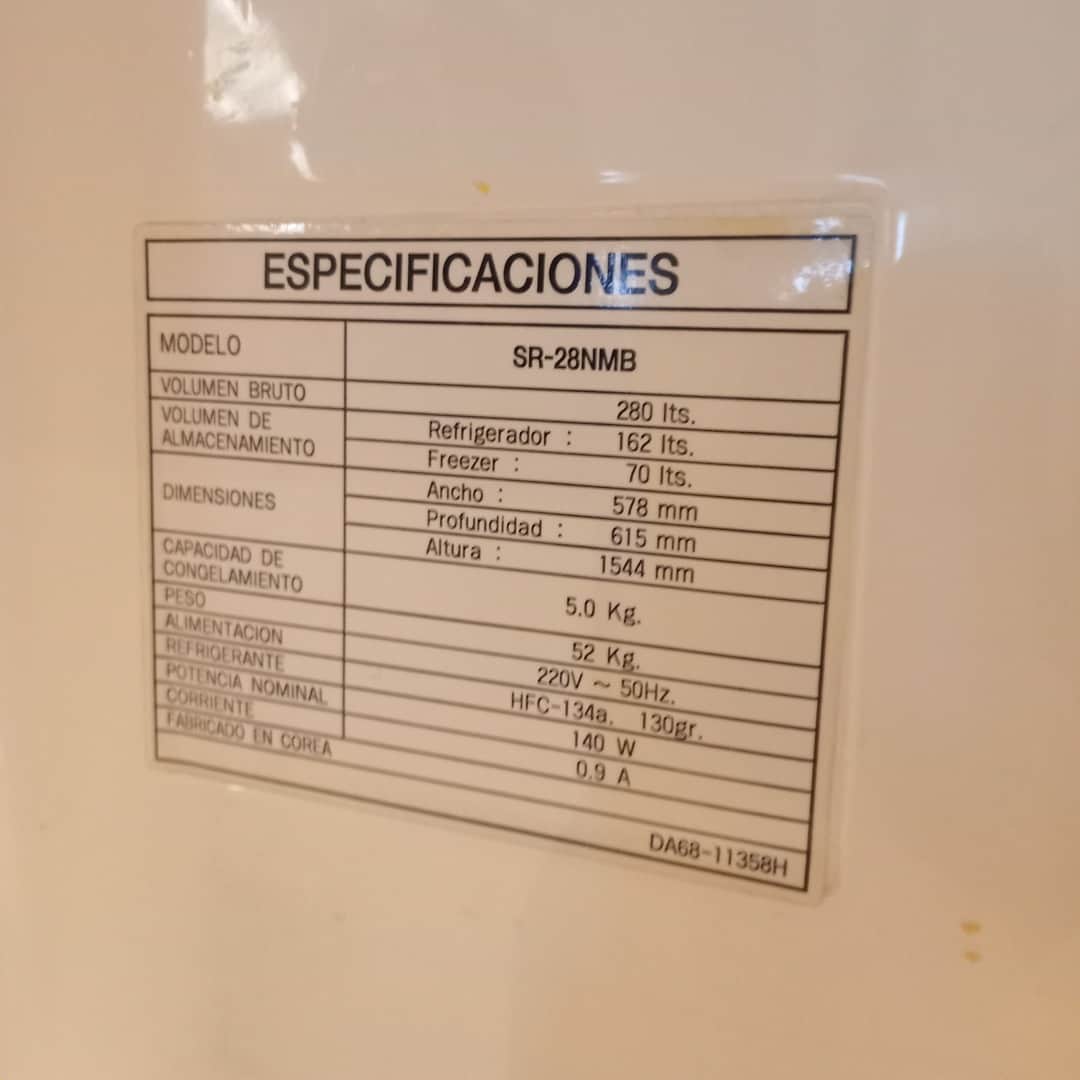 ESPECIFICACIONES
MODELO SR-28NMB
VOLUMEN BRUTO 280 lts.
VOLUMEN DE ALMACENAMIENTO Refrigerador : 162 lts.
Freezer : 70 lts.
DIMENSIONES Ancho : 578 mm
Profundidad : 615 mm
Altura : 1544 mm
CAPACIDAD DE CONGELAMIENTO 5.0 Kg.
PESO 52 Kg.
ALIMENTACION 220V ~ 50Hz.
REFRIGERANTE HFC-134a. 130gr.
POTENCIA NOMINAL 140 W
CORRIENTE 0.9 A
FABRICADO EN COREA
DA68-11358H